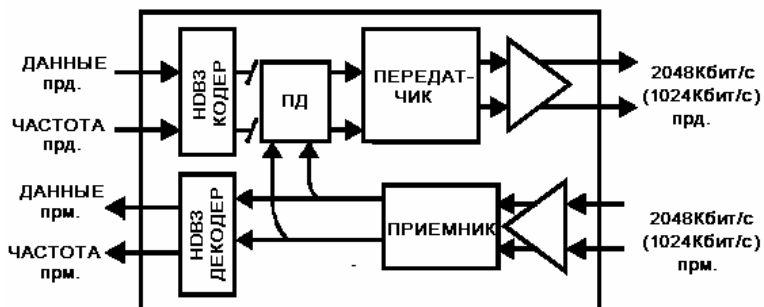 ДАННЫЕ
прд.
ЧАСТОТА
прд.
ДАННЫЕ
прм.
ЧАСТОТА
прм.
HDB3
КОДЕР
ПД
ПЕРЕДАТ-
ЧИК
HDB3
ДЕКОДЕР
ПРИЕМНИК
2048Кбит/с
(1024Кбит/с)
прд.
2048Кбит/с
(1024Кбит/с)
прм.